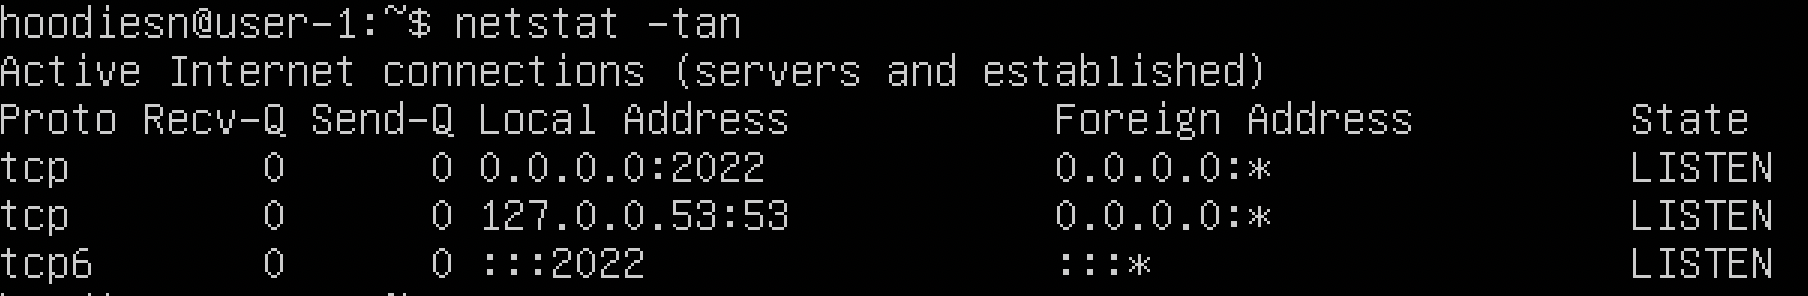 hoodiesn@user-1:~$ netstat -tan
Active Internet connections (servers and established)
Proto Recv-Q Send-Q Local Address           Foreign Address         State
tcp        0      0 0.0.0.0:2022            0.0.0.0:*               LISTEN
tcp        0      0 127.0.0.53:53           0.0.0.0:*               LISTEN
tcp6       0      0 :::2022                 :::*                    LISTEN